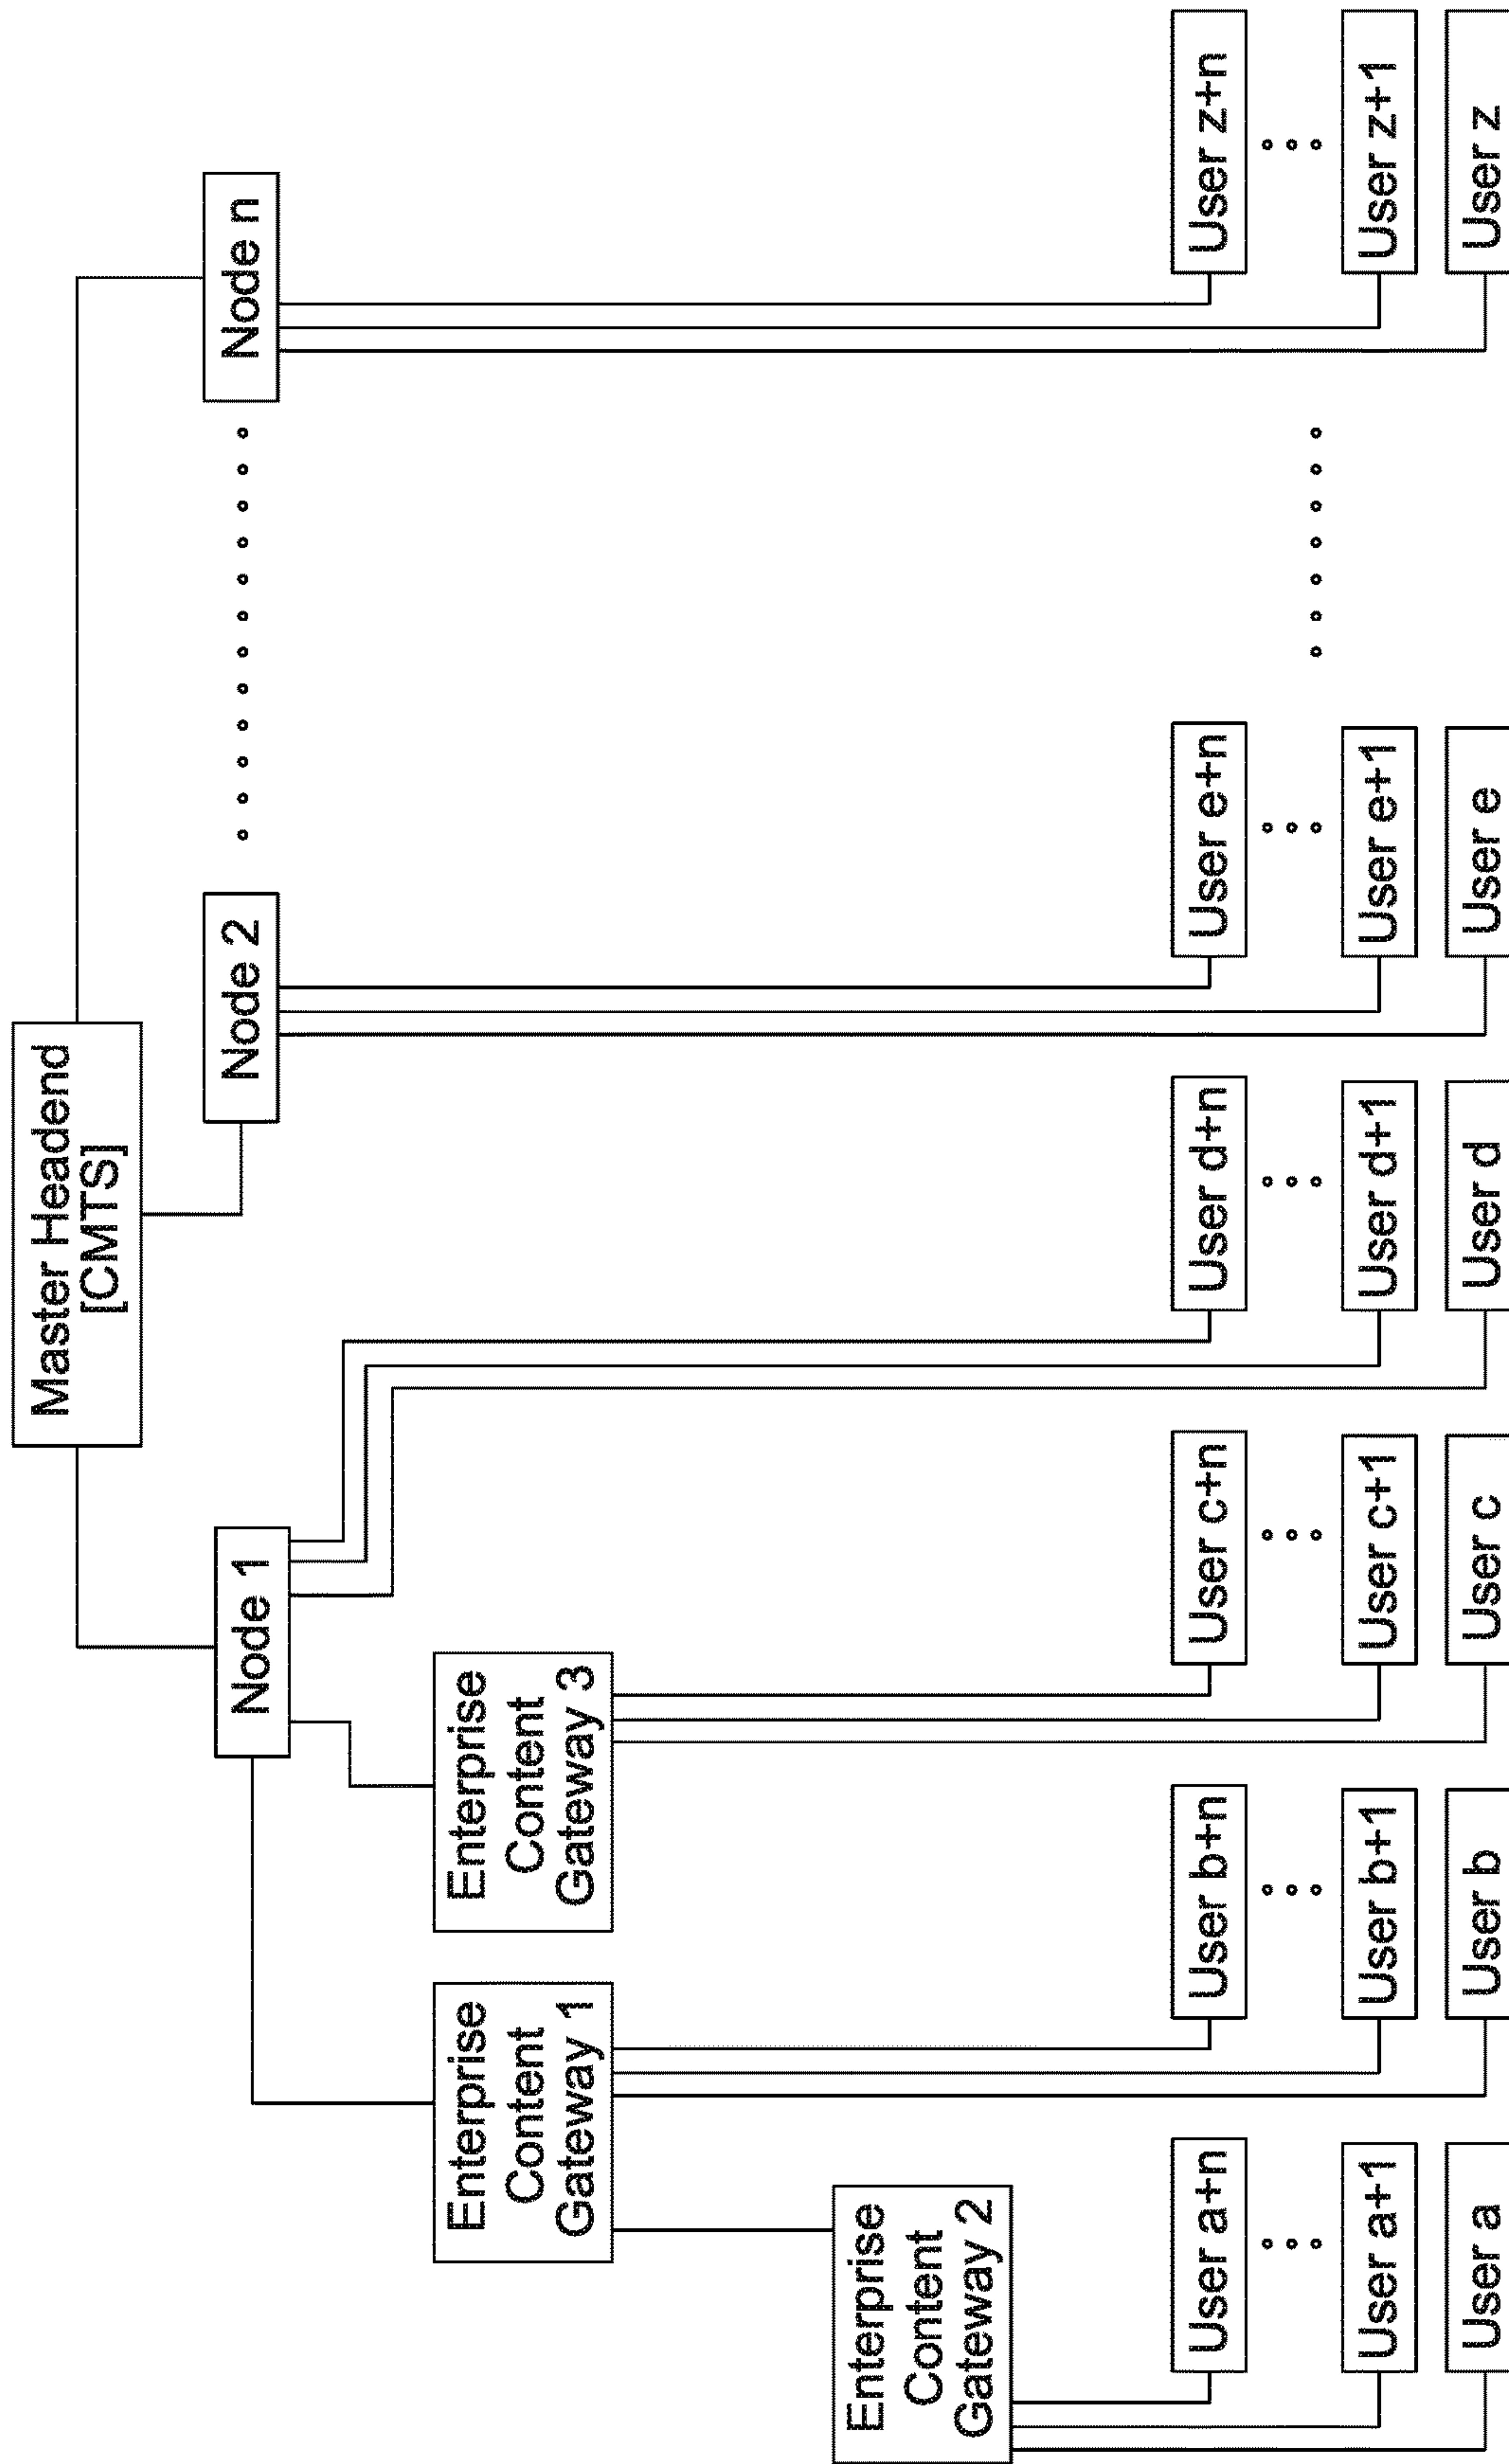 Master Headend
[CMTS]
Node 1
Node 2
Node n
Enterprise
Content
Gateway 1
Enterprise
Content
Gateway 3
Enterprise
Content
Gateway 2
User a+n
User b+n
User c+n
User d+n
User e+n
User z+n
User a+1
User b+1
User c+1
User d+1
User e+1
User z+1
User a
User b
User c
User d
User e
User z